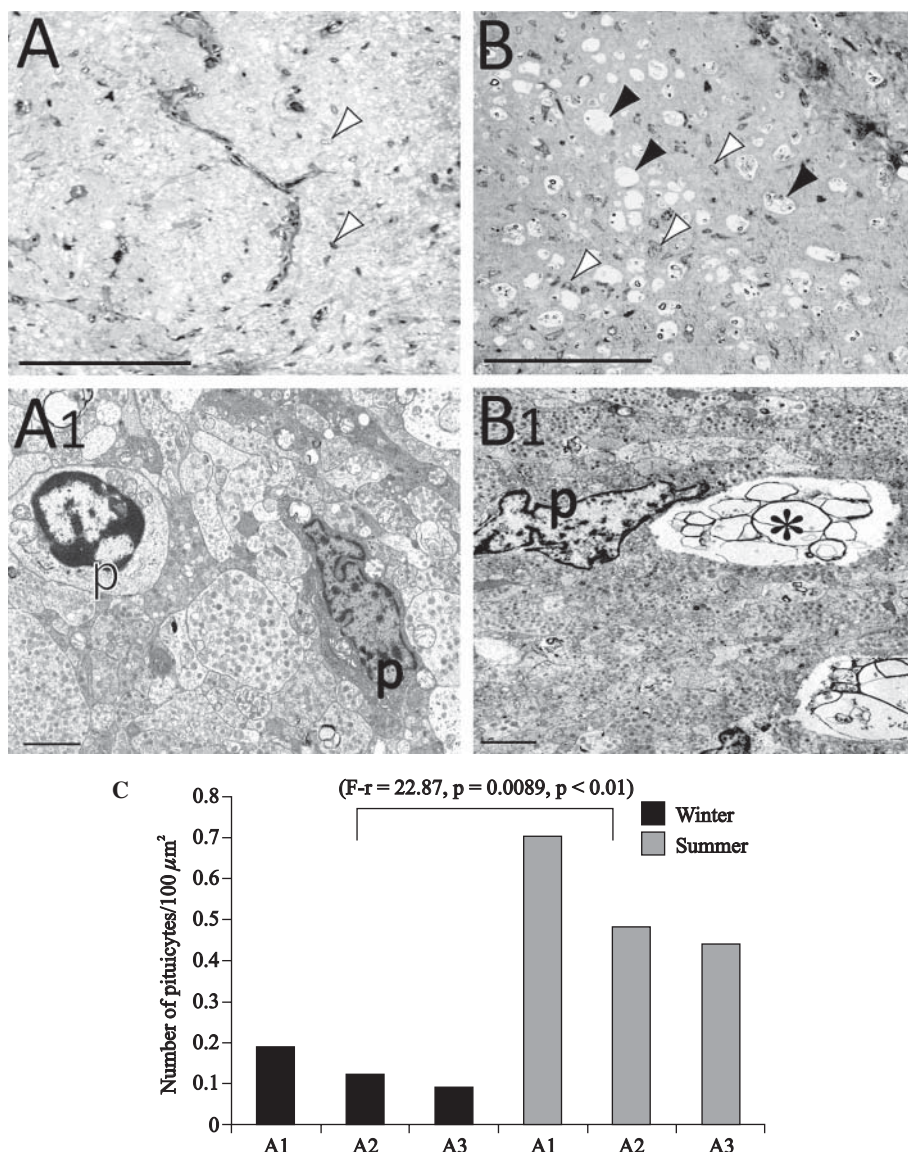 A
B
A1
p
p
B1
p
*
C
(F-r = 22.87, p = 0.0089, p < 0.01)
Winter
Summer
Number of pituicytes/100 μm²
0.8
0.7
0.6
0.5
0.4
0.3
0.2
0.1
0
A1 A2 A3 A1 A2 A3